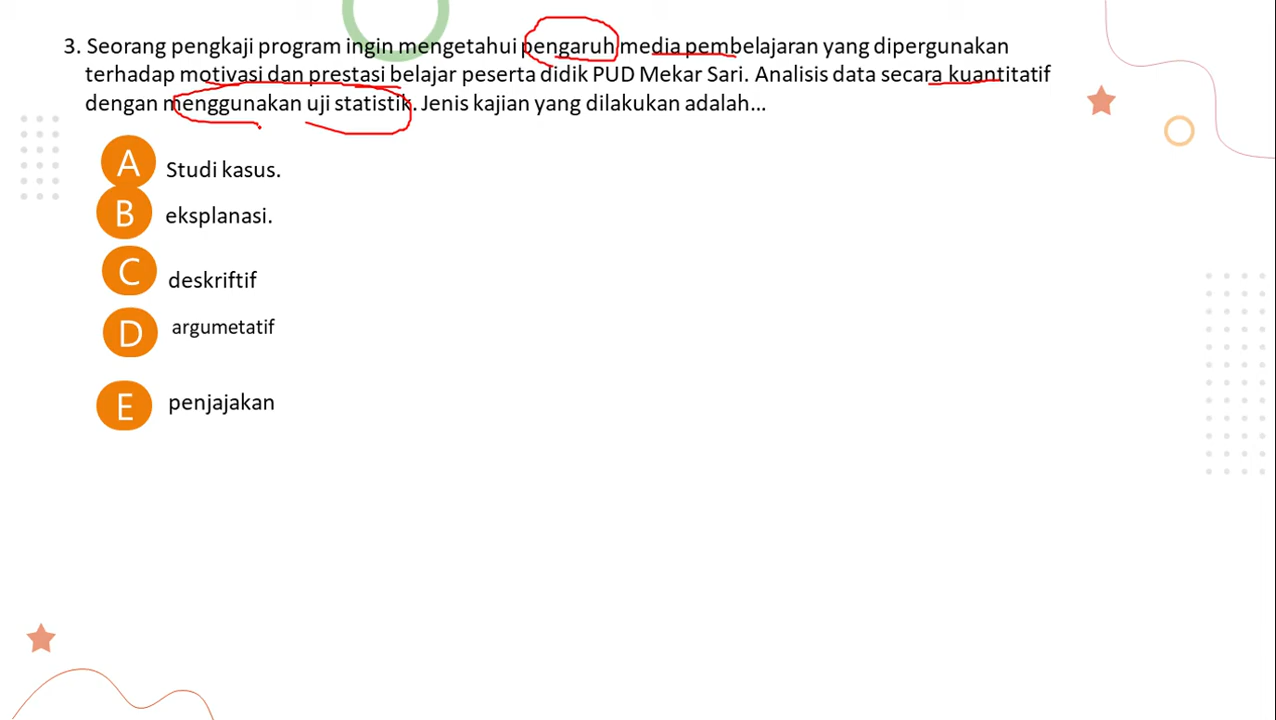 3. Seorang pengkaji program ingin mengetahui pengaruh media pembelajaran yang dipergunakan
terhadap motivasi dan prestasi belajar peserta didik PUD Mekar Sari. Analisis data secara kuantitatif
dengan menggunakan uji statistik. Jenis kajian yang dilakukan adalah...
A Studi kasus.
B eksplanasi.
C deskriftif
D argumetatif
E penjajakan